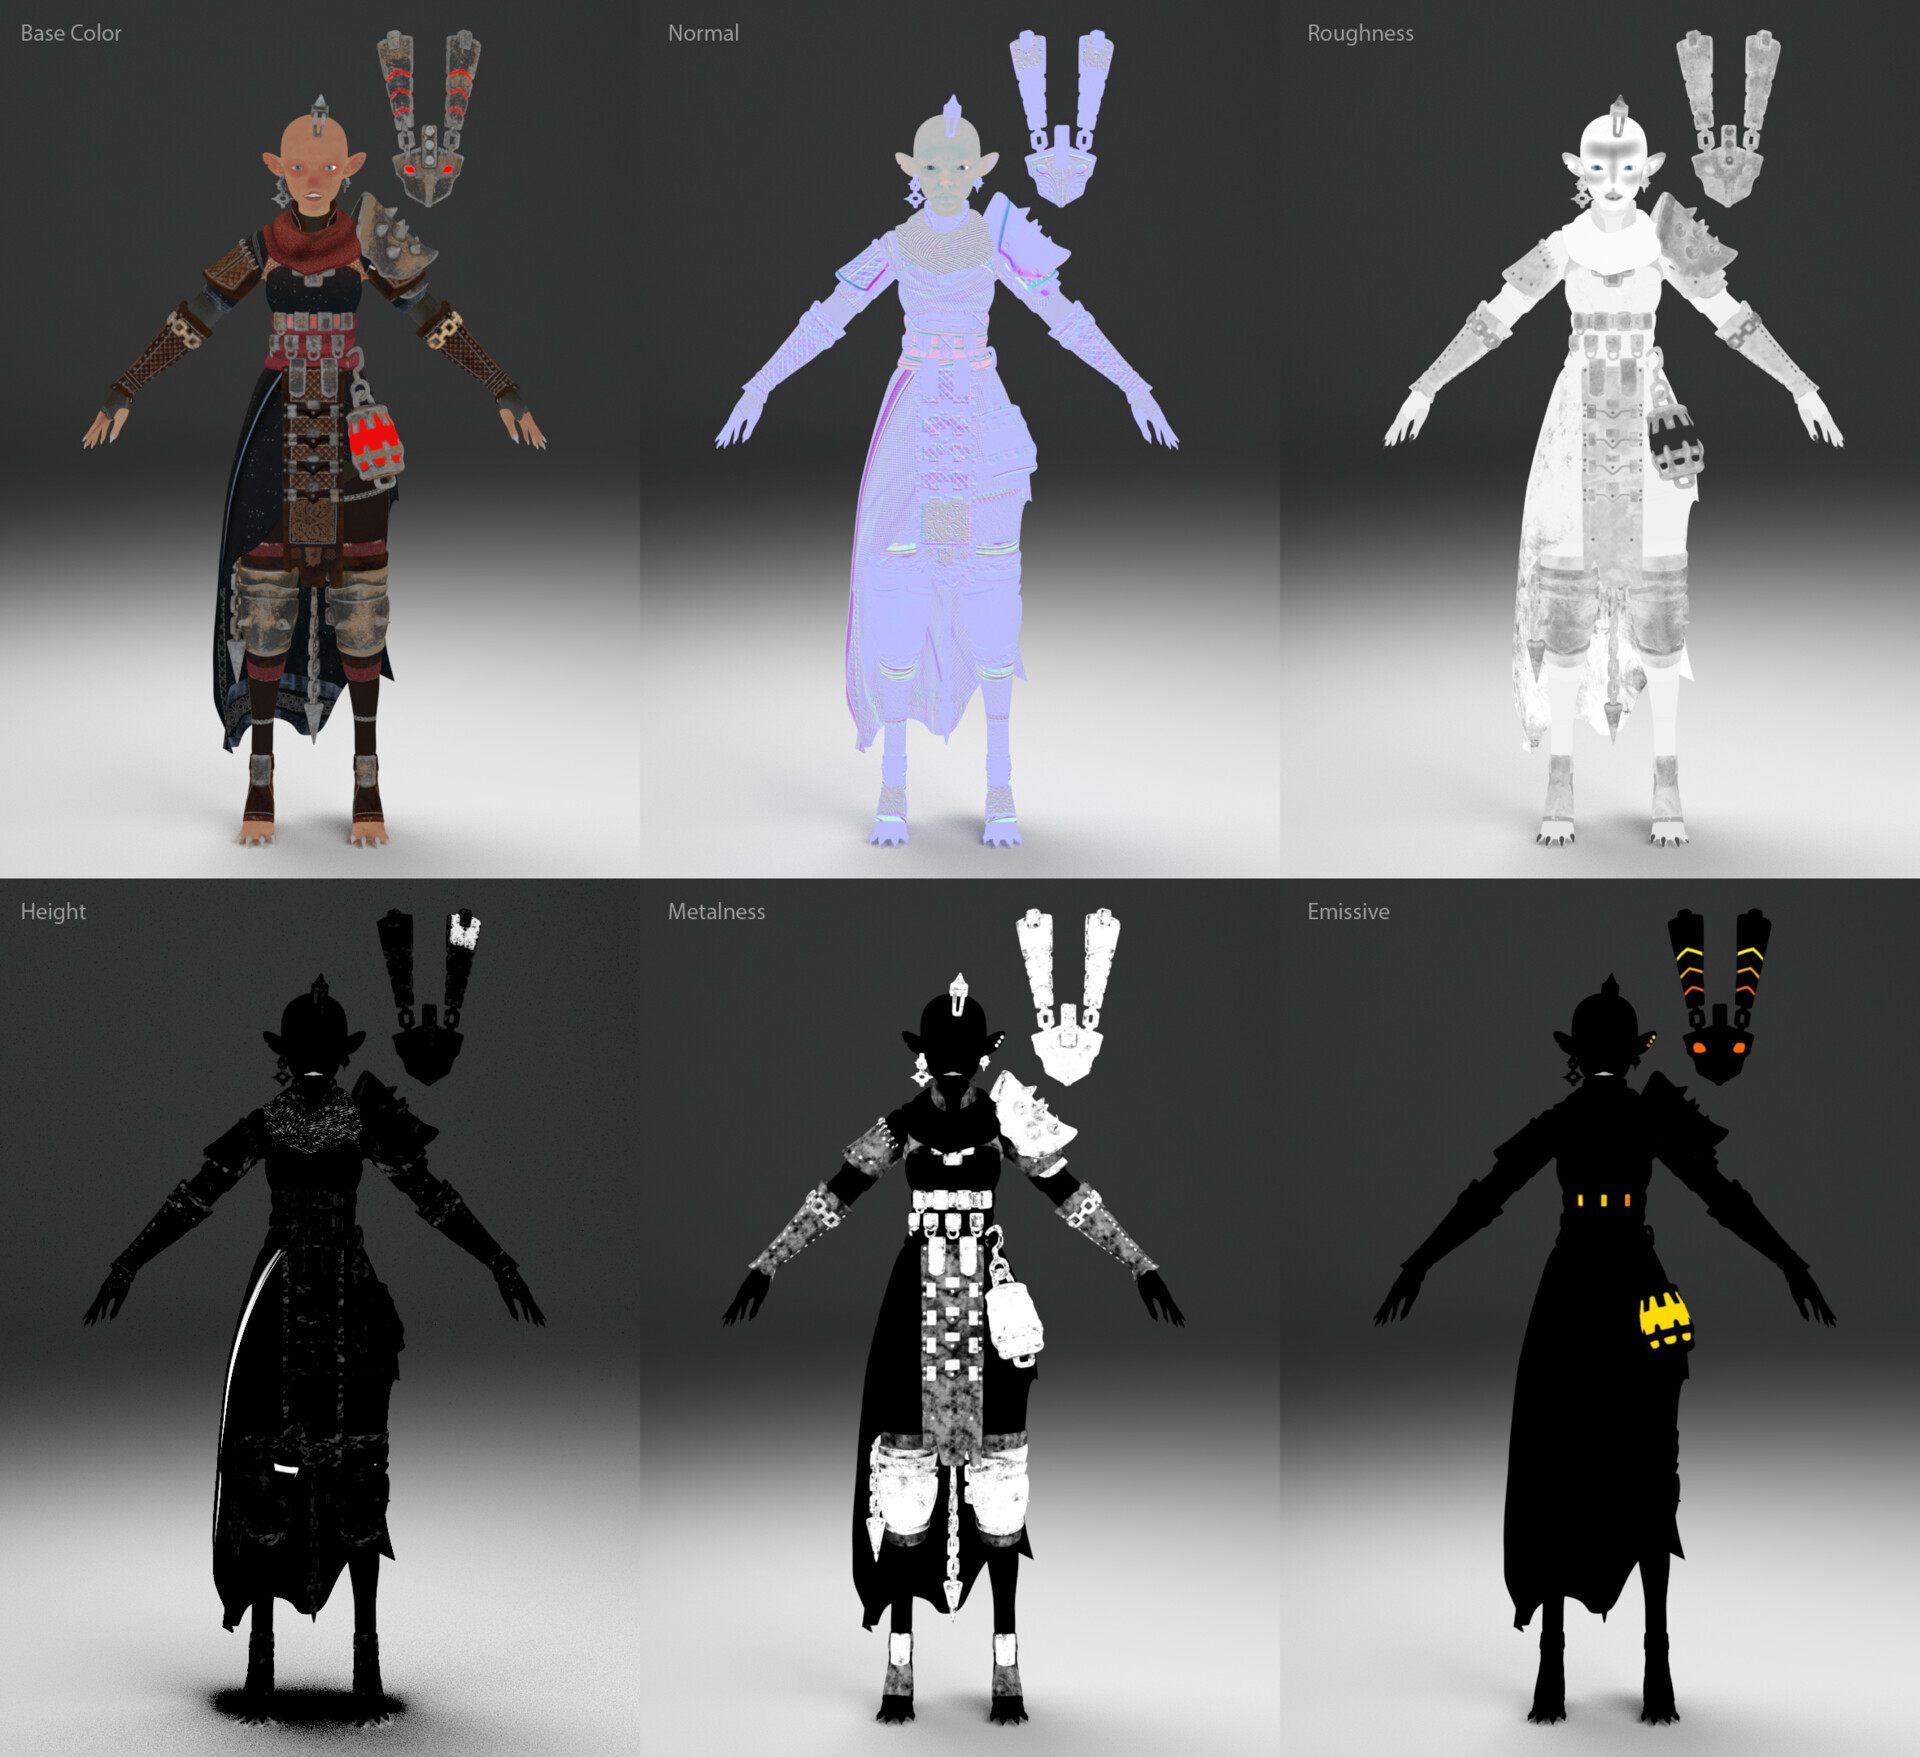 Base Color
Normal
Roughness
Height
Metalness
Emissive